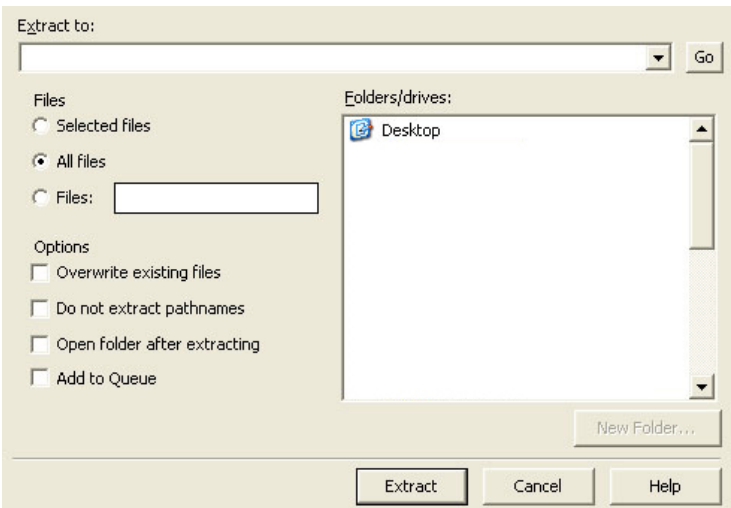 Extract to:
Go
Files
Selected files
All files
Files:
Options
Overwrite existing files
Do not extract pathnames
Open folder after extracting
Add to Queue
Folders/drives:
Desktop
New Folder...
Extract
Cancel
Help